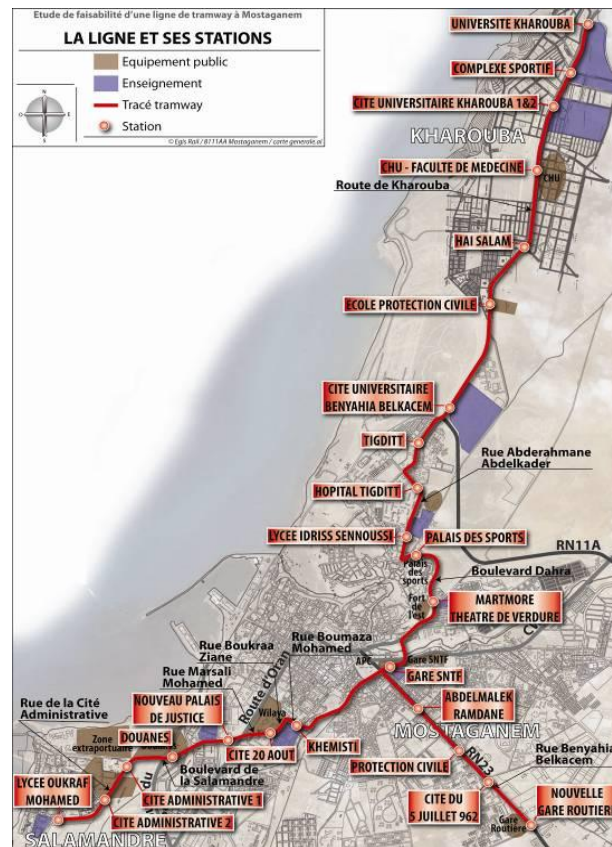 Etude de faisabilité d'une ligne de tramway à Mostaganem
LA LIGNE ET SES STATIONS
Equipement public
Enseignement
Tracé tramway
Station
N
O
E
S
© Egis Rail / 8111AA Mostaganem / carte generale.ai
UNIVERSITE KHAROUBA
COMPLEXE SPORTIF
CITE UNIVERSITAIRE KHAROUBA 1&2
KHAROUBA
CHU - FACULTE DE MEDECINE
CHU
Route de Kharouba
HAI SALAM
ECOLE PROTECTION CIVILE
CITE UNIVERSITAIRE
BENYAHIA BELKACEM
TIGDITT
Rue Abderahmane
Abdelkader
HOPITAL TIGDITT
LYCEE IDRISS SENNOUSSI
PALAIS DES SPORTS
RN11A
Palais
des
sports
Boulevard Dahra
Fort
de
l'est
MARTMORE
THEATRE DE VERDURE
Rue Boumaza
Mohamed
Rue Boukraa
Ziane
APC
Gare SNTF
GARE SNTF
Rue Marsali
Mohamed
Route d'Oran
Rue de la Cité
Administrative
NOUVEAU PALAIS
DE JUSTICE
Wilaya
ABDELMALEK
RAMDANE
MOSTAGANEM
DOUANES
Zone
extraportuaire
CITE 20 AOUT
KHEMISTI
RN23
Rue Benyahia
Belkacem
PROTECTION CIVILE
Boulevard de
la Salamandre
LYCEE OUKRAF
MOHAMED
CITE ADMINISTRATIVE 1
CITE DU
5 JUILLET 962
NOUVELLE
GARE ROUTIERE
CITE ADMINISTRATIVE 2
Gare
Routière
SALAMANDRE